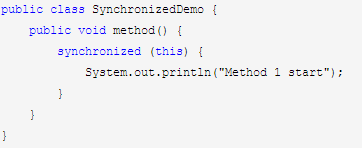 public class SynchronizedDemo {
    public void method() {
        synchronized (this) {
            System.out.println("Method 1 start");
        }
    }
}